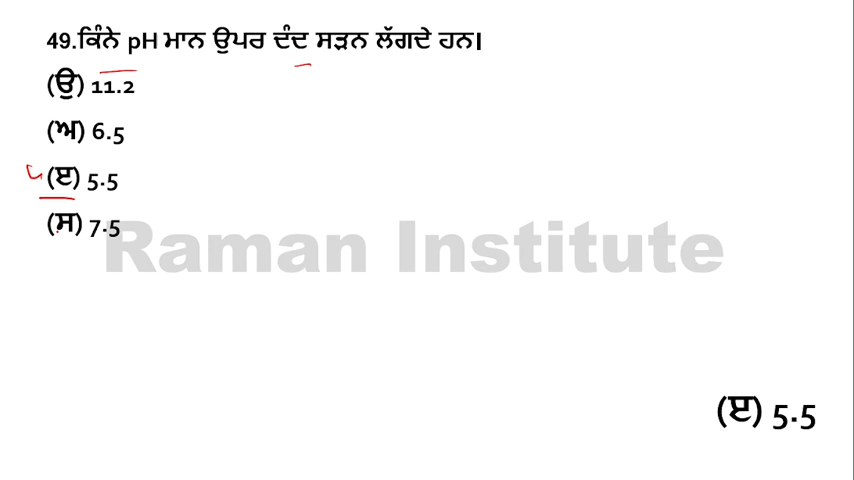 49.ਕਿੰਨੇ pH ਮਾਨ ਉਪਰ ਦੰਦ ਸੜਨ ਲੱਗਦੇ ਹਨ।
(ਉ) 11.2
(ਅ) 6.5
(ੲ) 5.5
(ਸ) 7.5
Raman Institute
(ੲ) 5.5